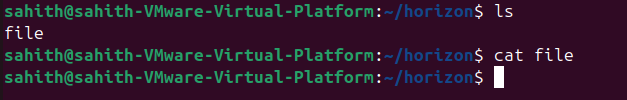 sahith@sahith-VMware-Virtual-Platform:~/horizon$ ls
file
sahith@sahith-VMware-Virtual-Platform:~/horizon$ cat file
sahith@sahith-VMware-Virtual-Platform:~/horizon$